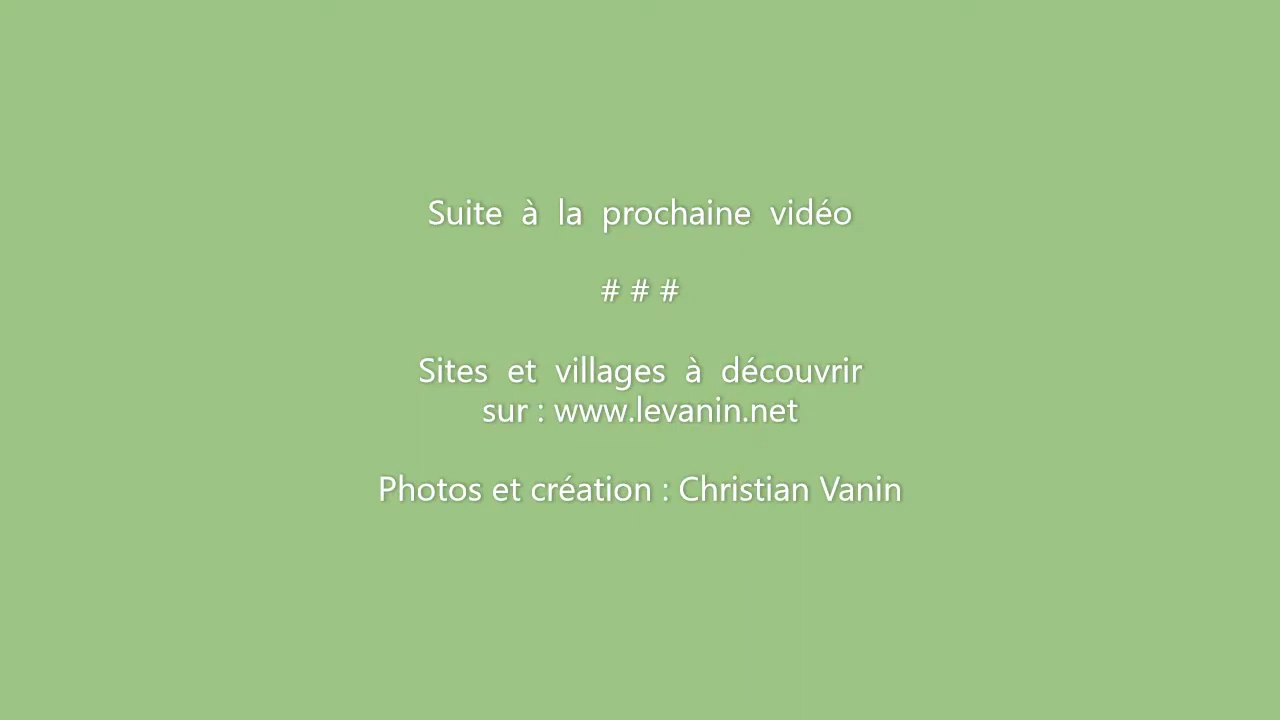 Suite à la prochaine vidéo
# # #
Sites et villages à découvrir
sur : www.levanin.net
Photos et création : Christian Vanin